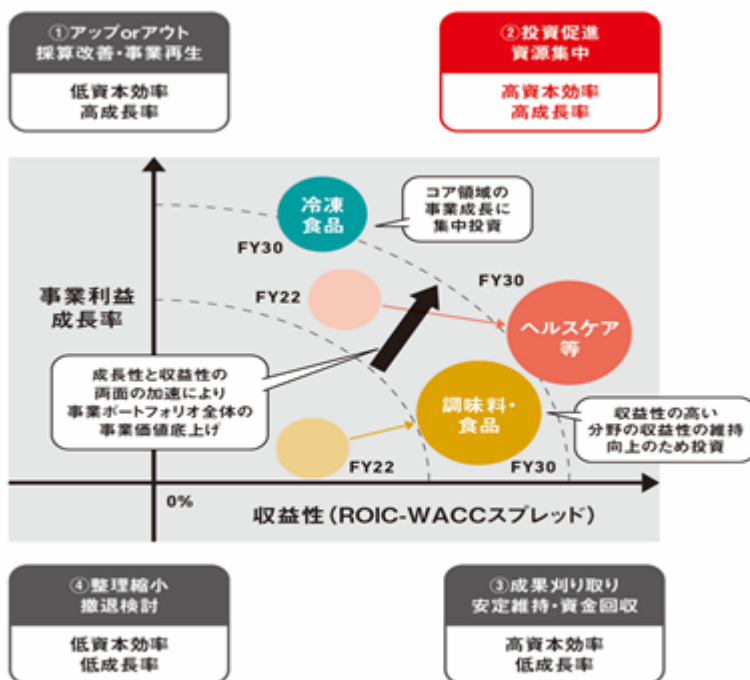 ①アップorアウト
採算改善・事業再生
低資本効率
高成長率
②投資促進
資源集中
高資本効率
高成長率
冷凍
食品
コア領域の
事業成長に
集中投資
FY30
FY30
事業利益
成長率
FY22
ヘルスケア
等
成長性と収益性の
両面の加速により
事業ポートフォリオ全体の
事業価値底上げ
調味料・
食品
収益性の高い
分野の収益性の維持
向上のため投資
FY22
FY30
0%
収益性(ROIC-WACCスプレッド)
④整理縮小
撤退検討
低資本効率
低成長率
③成果刈り取り
安定維持・資金回収
高資本効率
低成長率